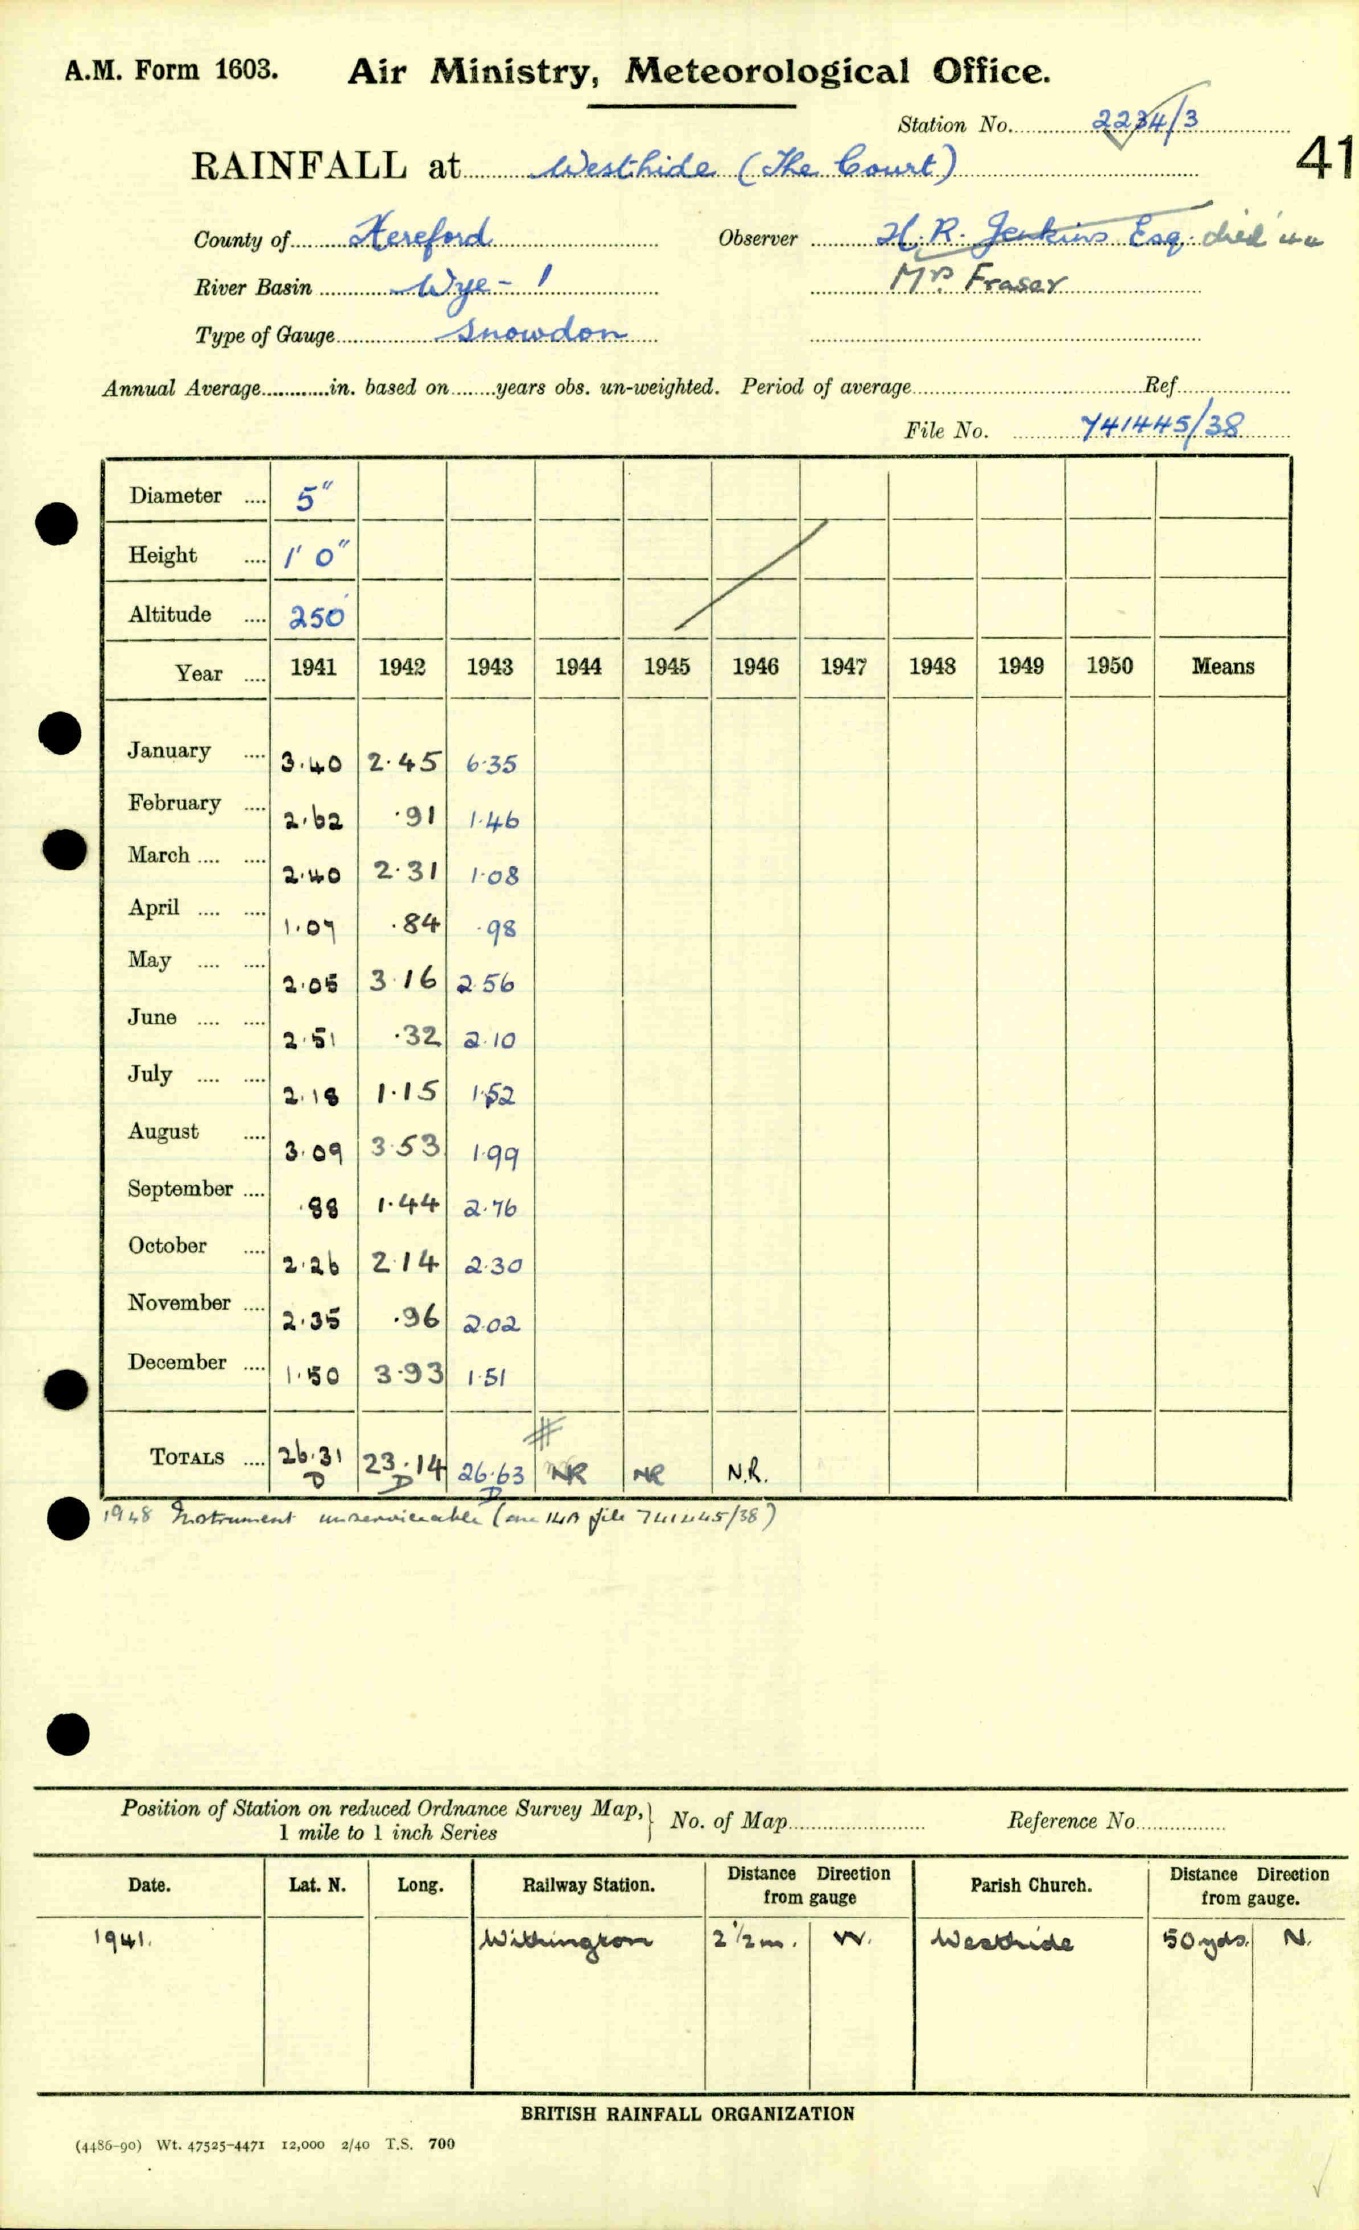 A.M. Form 1603. Air Ministry, Meteorological Office.
Station No. 2234/3
41
RAINFALL at Westhide (The Court)
County of Hereford Observer H. R. Jenkins Esq. died '44
River Basin Wye - 1 Mrs. Fraser
Type of Gauge Snowdon
Annual Average............in. based on........years obs. un-weighted. Period of average.......... Ref..........
File No. 741445/38
Diameter .... 5"
Height .... 1' 0"
Altitude .... 250'
Year .... 1941 1942 1943 1944 1945 1946 1947 1948 1949 1950 Means
January .... 3.40 2.45 6.35
February .... 2.62 .91 1.46
March .... .... 2.40 2.31 1.08
April .... .... 1.07 .84 .98
May .... .... 2.05 3.16 2.56
June .... .... 2.51 .32 2.10
July .... .... 2.18 1.15 1.52
August .... 3.09 3.53 1.99
September .... .88 1.44 2.76
October .... 2.26 2.14 2.30
November .... 2.35 .96 2.02
December .... 1.50 3.93 1.51
#
TOTALS .... 26.31 23.14 26.63 NR NR N.R.
D D D
1948 Instrument unserviceable ( 14A file 741445/38)
Position of Station on reduced Ordnance Survey Map, } No. of Map.......... Reference No..........
1 mile to 1 inch Series
Date. Lat. N. Long. Railway Station. Distance Direction from gauge Parish Church. Distance Direction from gauge.
1941. Withington 2 1/2 m. W. Westhide 50 yds. N.
BRITISH RAINFALL ORGANIZATION
(4486-90) Wt. 47525-4471 12,000 2/40 T.S. 700